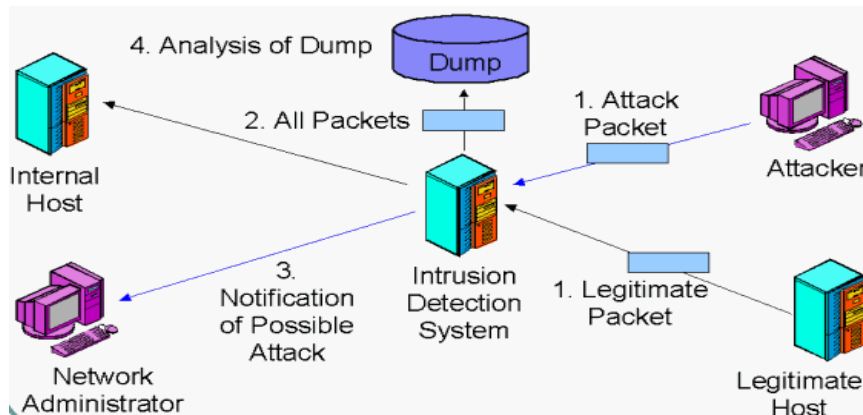 4. Analysis of Dump
Dump
2. All Packets
1. Attack
Packet
Internal
Host
Attacker
3.
Notification
of Possible
Attack
Intrusion
Detection
System
1. Legitimate
Packet
Network
Administrator
Legitimate
Host